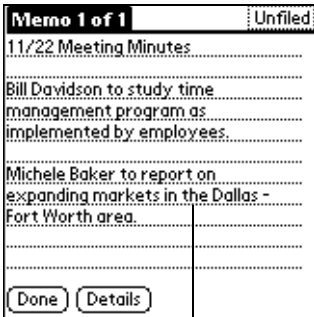 Memo 1 of 1
Unfiled
11/22 Meeting Minutes
Bill Davidson to study time
management program as
implemented by employees.
Michele Baker to report on
expanding markets in the Dallas -
Fort Worth area.
Done
Details